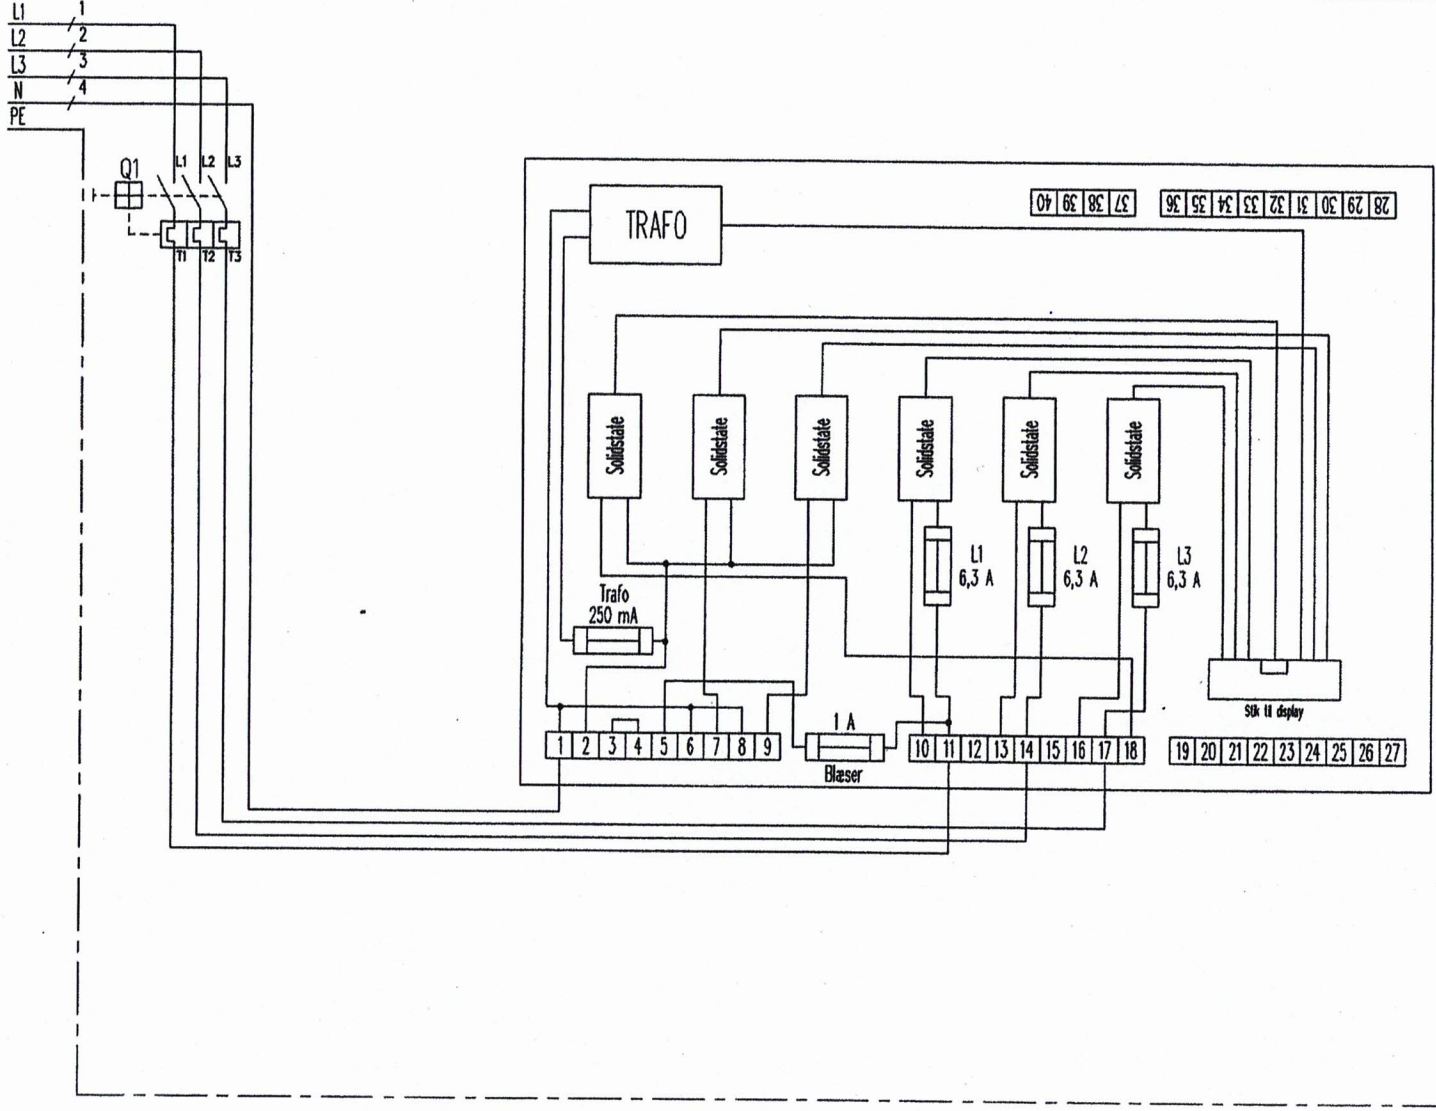 L1 1
L2 2
L3 3
N 4
PE
Q1
L1 L2 L3
T1 T2 T3
TRAFO
40 39 38 37
36 35 34 33 32 31 30 29 28
Solidstate
Solidstate
Solidstate
Solidstate
Solidstate
Solidstate
L1
6,3 A
L2
6,3 A
L3
6,3 A
Trafo
250 mA
Stik til display
1 A
Blæser
1 2 3 4 5 6 7 8 9
10 11 12 13 14 15 16 17 18
19 20 21 22 23 24 25 26 27